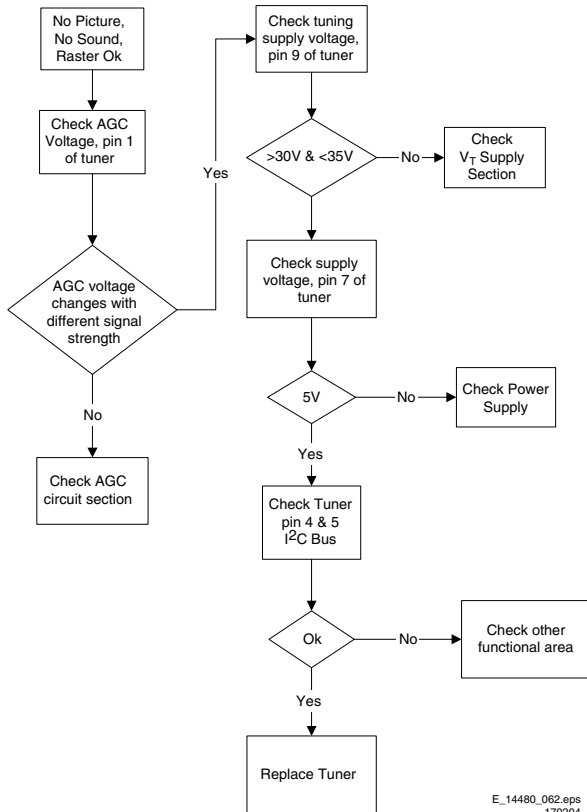 No Picture,
No Sound,
Raster Ok
Check AGC
Voltage, pin 1
of tuner
AGC voltage
changes with
different signal
strength
No
Check AGC
circuit section
Yes
Check tuning
supply voltage,
pin 9 of tuner
>30V & <35V
No
Check
VT Supply
Section
Check supply
voltage, pin 7 of
tuner
5V
No
Check Power
Supply
Yes
Check Tuner
pin 4 & 5
I2C Bus
Ok
No
Check other
functional area
Yes
Replace Tuner
E_14480_062.eps
170204